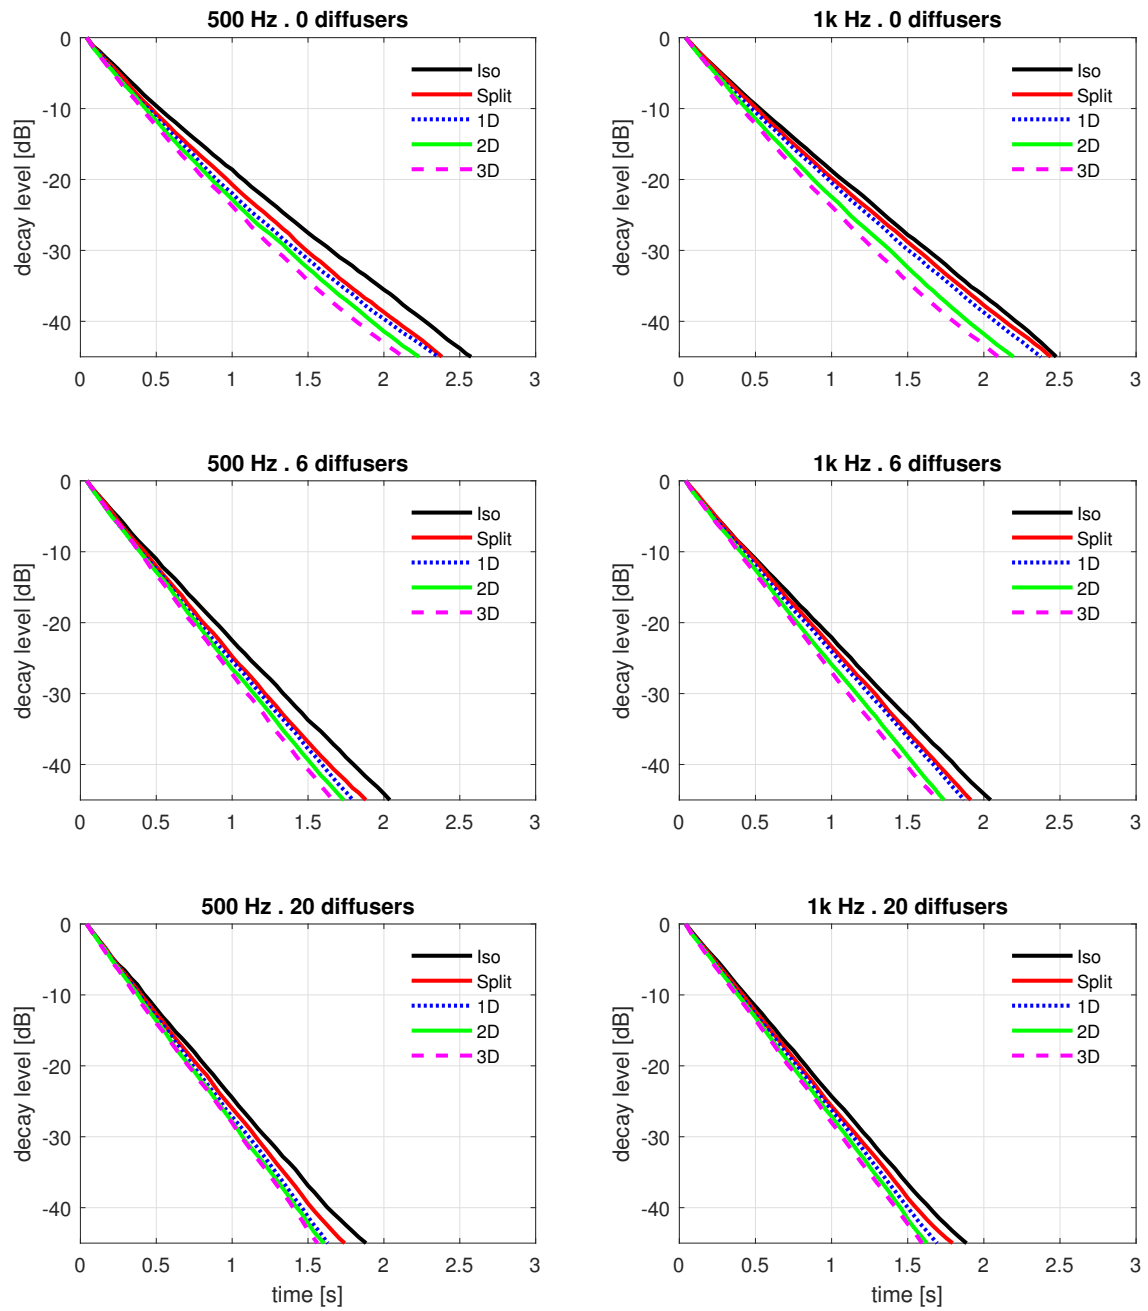 500 Hz . 0 diffusers
0
-10
-20
-30
-40
decay level [dB]
0 0.5 1 1.5 2 2.5 3
Iso
Split
1D
2D
3D
1k Hz . 0 diffusers
0
-10
-20
-30
-40
decay level [dB]
0 0.5 1 1.5 2 2.5 3
Iso
Split
1D
2D
3D
500 Hz . 6 diffusers
0
-10
-20
-30
-40
decay level [dB]
0 0.5 1 1.5 2 2.5 3
Iso
Split
1D
2D
3D
1k Hz . 6 diffusers
0
-10
-20
-30
-40
decay level [dB]
0 0.5 1 1.5 2 2.5 3
Iso
Split
1D
2D
3D
500 Hz . 20 diffusers
0
-10
-20
-30
-40
decay level [dB]
0 0.5 1 1.5 2 2.5 3
time [s]
Iso
Split
1D
2D
3D
1k Hz . 20 diffusers
0
-10
-20
-30
-40
decay level [dB]
0 0.5 1 1.5 2 2.5 3
time [s]
Iso
Split
1D
2D
3D